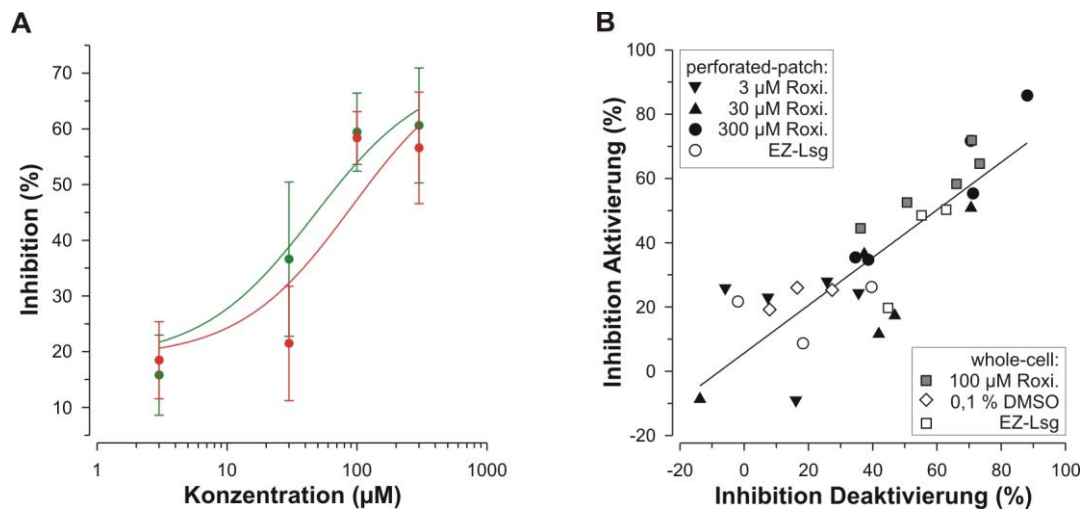 A
Inhibition (%)
70
60
50
40
30
20
10
1
10
100
1000
Konzentration (µM)
B
Inhibition Aktivierung (%)
100
80
60
40
20
0
-20
perforated-patch:
3 µM Roxi.
30 µM Roxi.
300 µM Roxi.
EZ-Lsg
whole-cell:
100 µM Roxi.
0,1 % DMSO
EZ-Lsg
-20
0
20
40
60
80
100
Inhibition Deaktivierung (%)